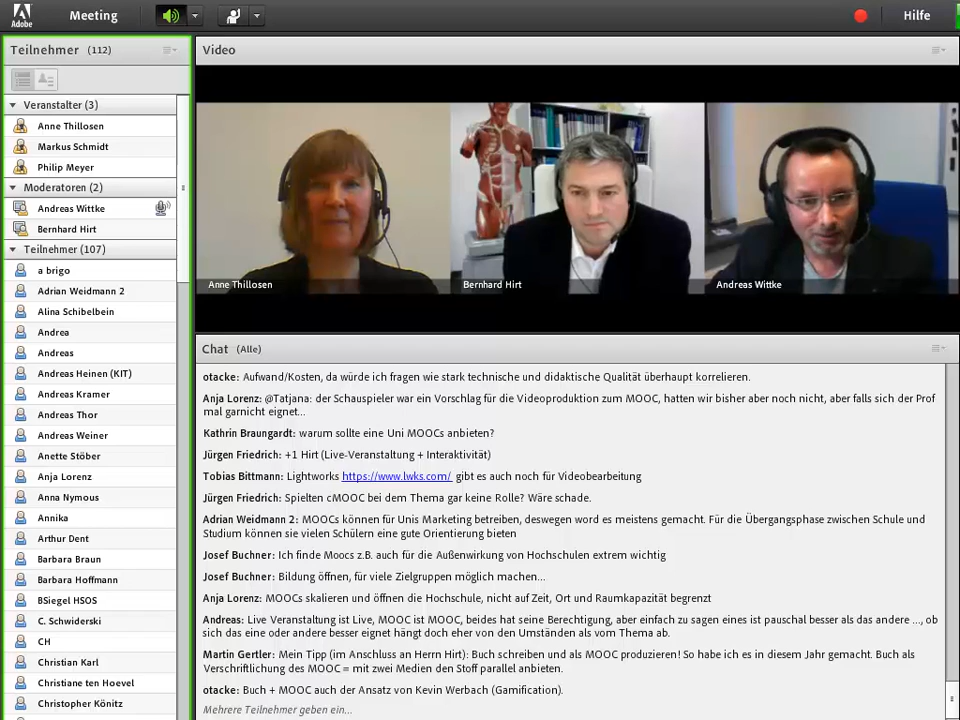 Adobe
Meeting
Hilfe
Teilnehmer (112)
Veranstalter (3)
Anne Thillosen
Markus Schmidt
Philip Meyer
Moderatoren (2)
Andreas Wittke
Bernhard Hirt
Teilnehmer (107)
a brigo
Adrian Weidmann 2
Alina Schibelbein
Andrea
Andreas
Andreas Heinen (KIT)
Andreas Kramer
Andreas Thor
Andreas Weiner
Anette Stöber
Anja Lorenz
Anna Nymous
Annika
Arthur Dent
Barbara Braun
Barbara Hoffmann
BSiegel HSOS
C. Schwiderski
CH
Christian Karl
Christiane ten Hoevel
Christopher Könitz
Video
Anne Thillosen
Bernhard Hirt
Andreas Wittke
Chat (Alle)
otacke: Aufwand/Kosten, da würde ich fragen wie stark technische und didaktische Qualität überhaupt korrelieren.
Anja Lorenz: @Tatjana: der Schauspieler war ein Vorschlag für die Videoproduktion zum MOOC, hatten wir bisher aber noch nicht, aber falls sich der Prof
mal garnicht eignet...
Kathrin Braungardt: warum sollte eine Uni MOOCs anbieten?
Jürgen Friedrich: +1 Hirt (Live-Veranstaltung + Interaktivität)
Tobias Bittmann: Lightworks https://www.lwks.com/ gibt es auch noch für Videobearbeitung
Jürgen Friedrich: Spielten cMOOC bei dem Thema gar keine Rolle? Wäre schade.
Adrian Weidmann 2: MOOCs können für Unis Marketing betreiben, deswegen word es meistens gemacht. Für die Übergangsphase zwischen Schule und
Studium können sie vielen Schülern eine gute Orientierung bieten
Josef Buchner: Ich finde Moocs z.B. auch für die Außenwirkung von Hochschulen extrem wichtig
Josef Buchner: Bildung öffnen, für viele Zielgruppen möglich machen...
Anja Lorenz: MOOCs skalieren und öffnen die Hochschule, nicht auf Zeit, Ort und Raumkapazität begrenzt
Andreas: Live Veranstaltung ist Live, MOOC ist MOOC, beides hat seine Berechtigung, aber einfach zu sagen eines ist pauschal besser als das andere ..., ob
sich das eine oder andere besser eignet hängt doch eher von den Umständen als vom Thema ab.
Martin Gertler: Mein Tipp (im Anschluss an Herrn Hirt): Buch schreiben und als MOOC produzieren! So habe ich es in diesem Jahr gemacht. Buch als
Verschriftlichung des MOOC = mit zwei Medien den Stoff parallel anbieten.
otacke: Buch + MOOC auch der Ansatz von Kevin Werbach (Gamification).
Mehrere Teilnehmer geben ein...